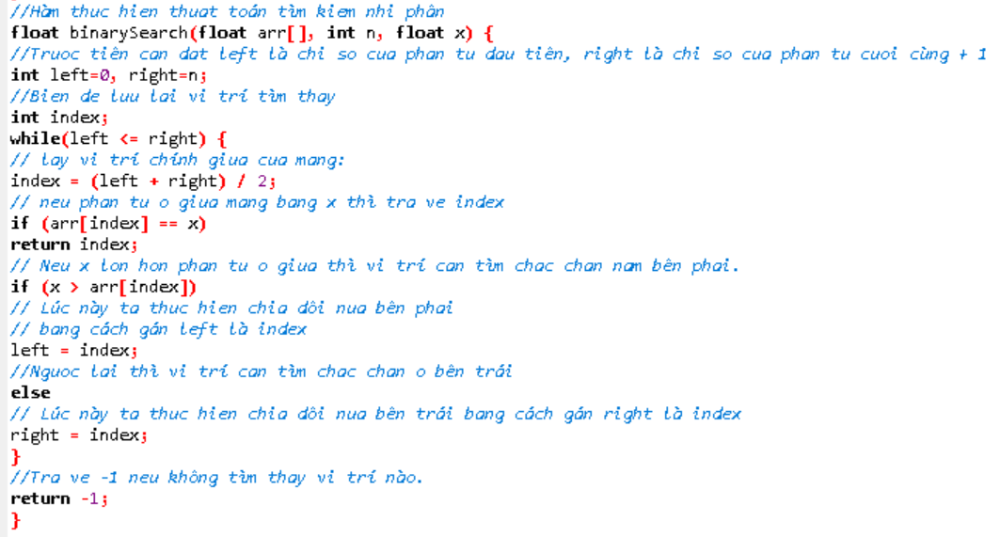 //Hàm thuc hien thuat toán tìm kiem nhi phân
float binarySearch(float arr[], int n, float x) {
//Truoc tiên can dat left là chi so cua phan tu dau tiên, right là chi so cua phan tu cuoi cùng + 1
int left=0, right=n;
//Bien de luu lai vi trí tìm thay
int index;
while(left <= right) {
// lay vi trí chính giua cua mang:
index = (left + right) / 2;
// neu phan tu o giua mang bang x thì tra ve index
if (arr[index] == x)
return index;
// Neu x lon hon phan tu o giua thì vi trí can tìm chac chan nam bên phai.
if (x > arr[index])
// Lúc này ta thuc hien chia dôi nua bên phai
// bang cách gán left là index
left = index;
//Nguoc lai thì vi trí can tìm chac chan o bên trái
else
// Lúc này ta thuc hien chia dôi nua bên trái bang cách gán right là index
right = index;
}
//Tra ve -1 neu không tìm thay vi trí nào.
return -1;
}